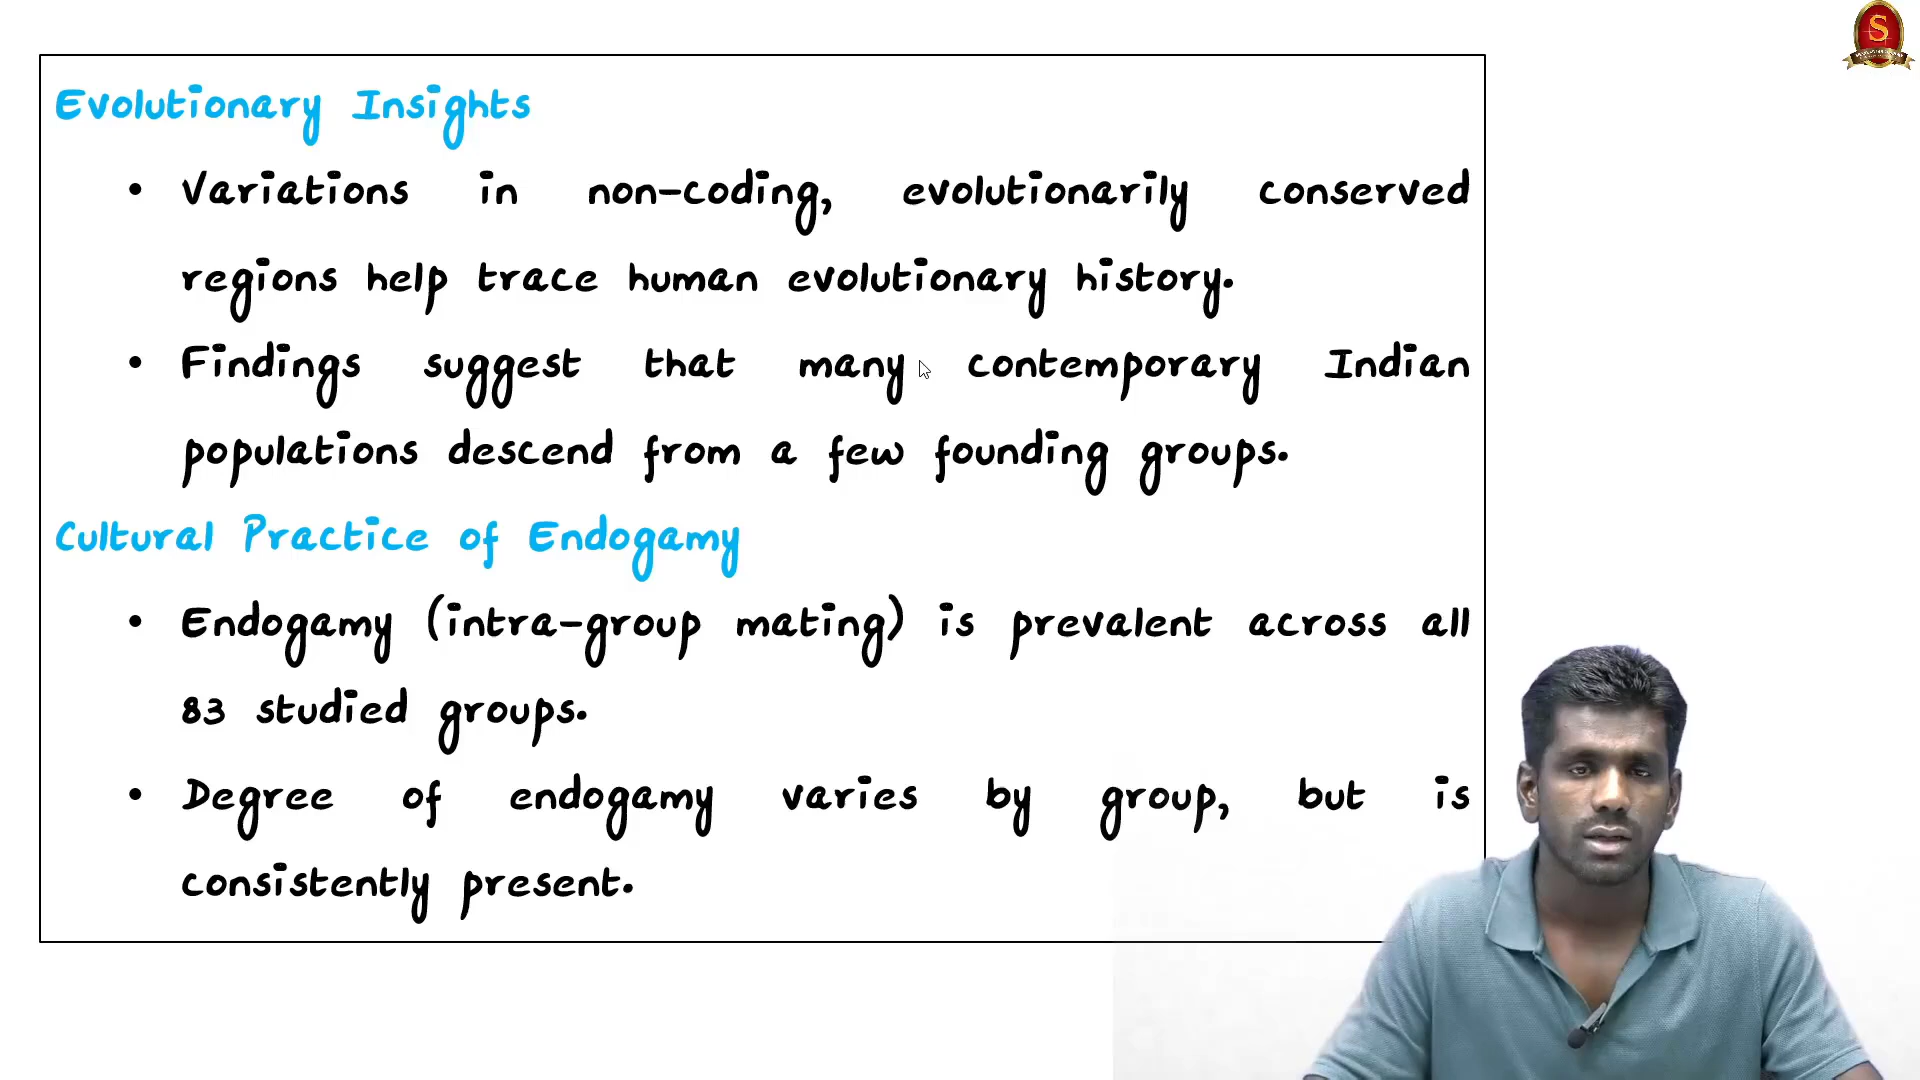 Evolutionary Insights
• Variations in non-coding, evolutionarily conserved
regions help trace human evolutionary history.
• Findings suggest that many contemporary Indian
populations descend from a few founding groups.
Cultural Practice of Endogamy
• Endogamy (intra-group mating) is prevalent across all
83 studied groups.
• Degree of endogamy varies by group, but is
consistently present.
S